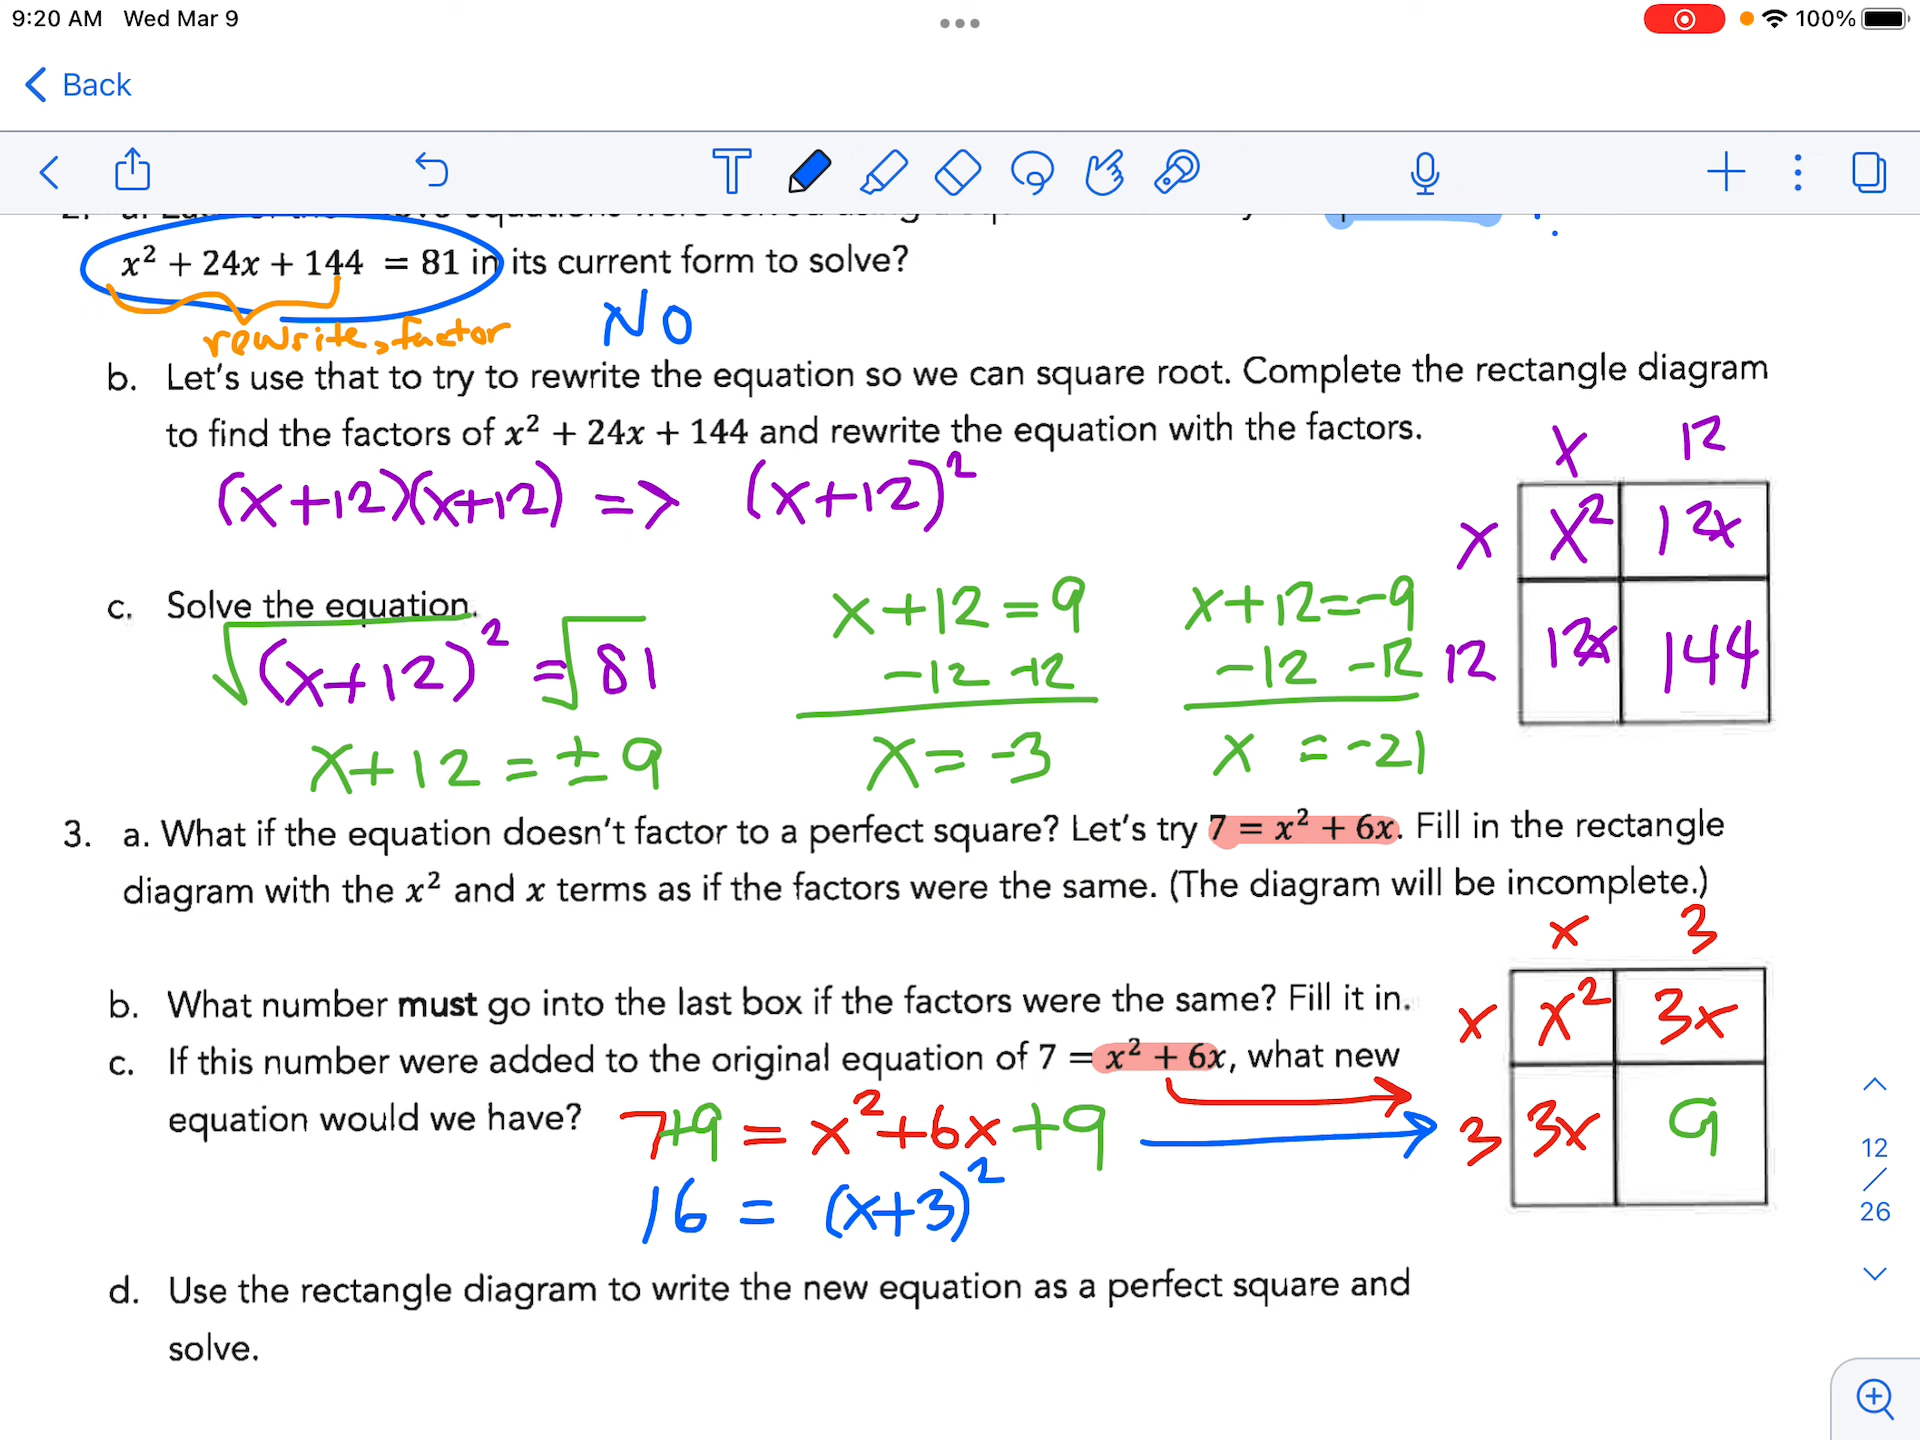 9:20 AM Wed Mar 9
100%
Back
x² + 24x + 144 = 81 in its current form to solve?
rewrite, factor
NO
b. Let's use that to try to rewrite the equation so we can square root. Complete the rectangle diagram
to find the factors of x² + 24x + 144 and rewrite the equation with the factors.
(x+12)(x+12) => (x+12)²
x 12
x x² 12x
12 12x 144
c. Solve the equation.
√(x+12)² = √81
x+12 = ±9
x+12 = 9
-12 -12
x = -3
x+12 = -9
-12 -12
x = -21
3. a. What if the equation doesn't factor to a perfect square? Let's try 7 = x² + 6x. Fill in the rectangle
diagram with the x² and x terms as if the factors were the same. (The diagram will be incomplete.)
x 3
x x² 3x
3 3x 9
b. What number must go into the last box if the factors were the same? Fill it in.
c. If this number were added to the original equation of 7 = x² + 6x, what new
equation would we have?
7+9 = x²+6x+9
16 = (x+3)²
d. Use the rectangle diagram to write the new equation as a perfect square and
solve.
12
/
26